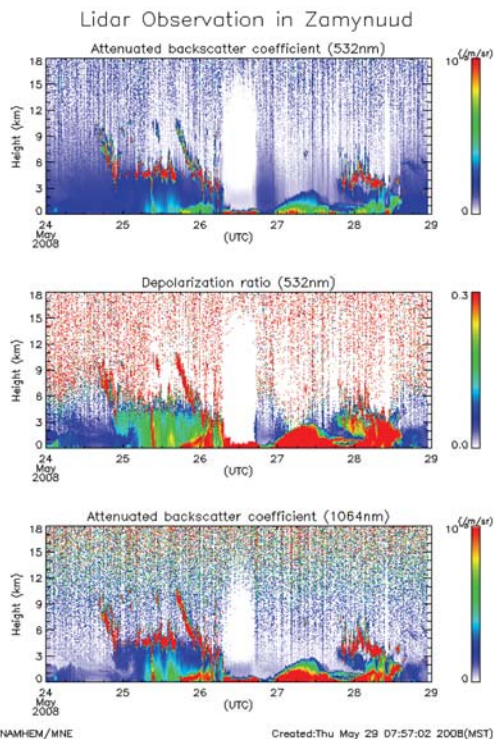 Lidar Observation in Zamynuud
Attenuated backscatter coefficient (532nm)
(/m/sr)
18
15
12
9
6
3
0
Height (km)
24 25 26 27 28 29
May
2008
(UTC)
0
Depolarization ratio (532nm)
0.3
18
15
12
9
6
3
0
Height (km)
24 25 26 27 28 29
May
2008
(UTC)
0.0
Attenuated backscatter coefficient (1064nm)
(/m/sr)
18
15
12
9
6
3
0
Height (km)
24 25 26 27 28 29
May
2008
(UTC)
0
NAMHEM/MNE
Created:Thu May 29 07:57:02 2008(MST)